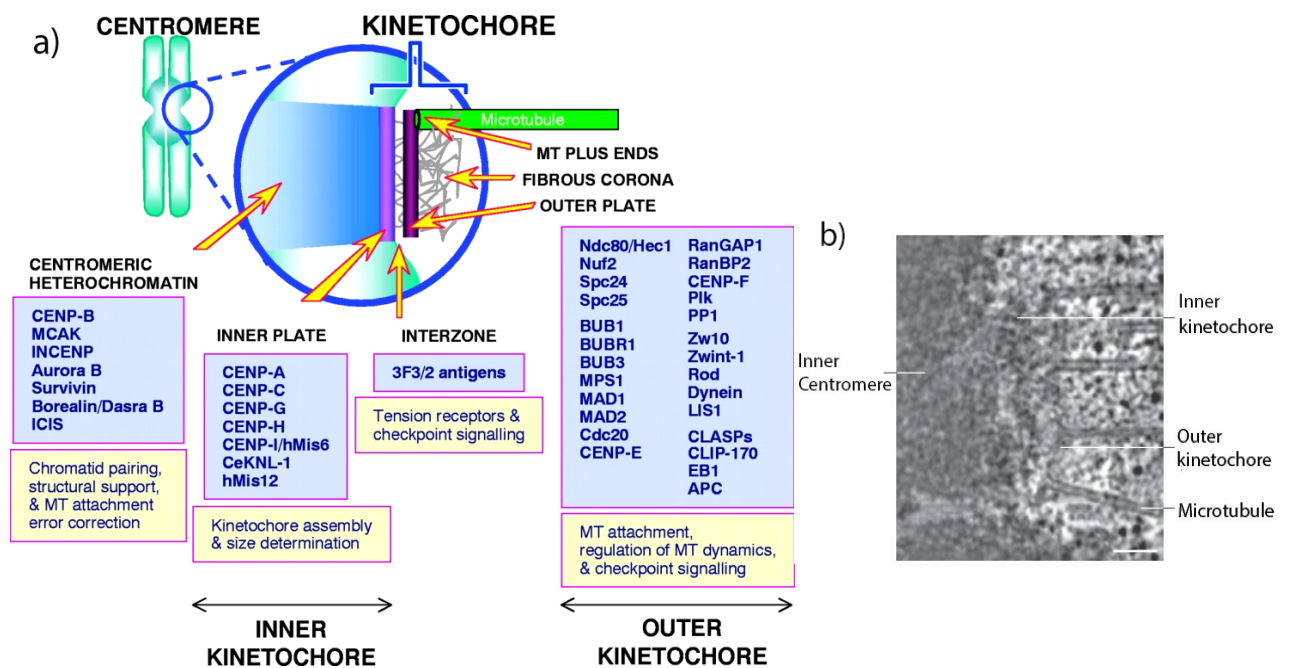 a)
CENTROMERE
KINETOCHORE
Microtubule
MT PLUS ENDS
FIBROUS CORONA
OUTER PLATE
CENTROMERIC
HETEROCHROMATIN
CENP-B
MCAK
INCENP
Aurora B
Survivin
Borealin/Dasra B
ICIS
Chromatid pairing,
structural support,
& MT attachment
error correction
INNER PLATE
CENP-A
CENP-C
CENP-G
CENP-H
CENP-I/hMis6
CeKNL-1
hMis12
Kinetochore assembly
& size determination
INTERZONE
3F3/2 antigens
Tension receptors &
checkpoint signalling
Ndc80/Hec1
Nuf2
Spc24
Spc25
BUB1
BUBR1
BUB3
MPS1
MAD1
MAD2
Cdc20
CENP-E
RanGAP1
RanBP2
CENP-F
Plk
PP1
Zw10
Zwint-1
Rod
Dynein
LIS1
CLASPs
CLIP-170
EB1
APC
MT attachment,
regulation of MT dynamics,
& checkpoint signalling
INNER
KINETOCHORE
OUTER
KINETOCHORE
b)
Inner
kinetochore
Inner
Centromere
Outer
kinetochore
Microtubule